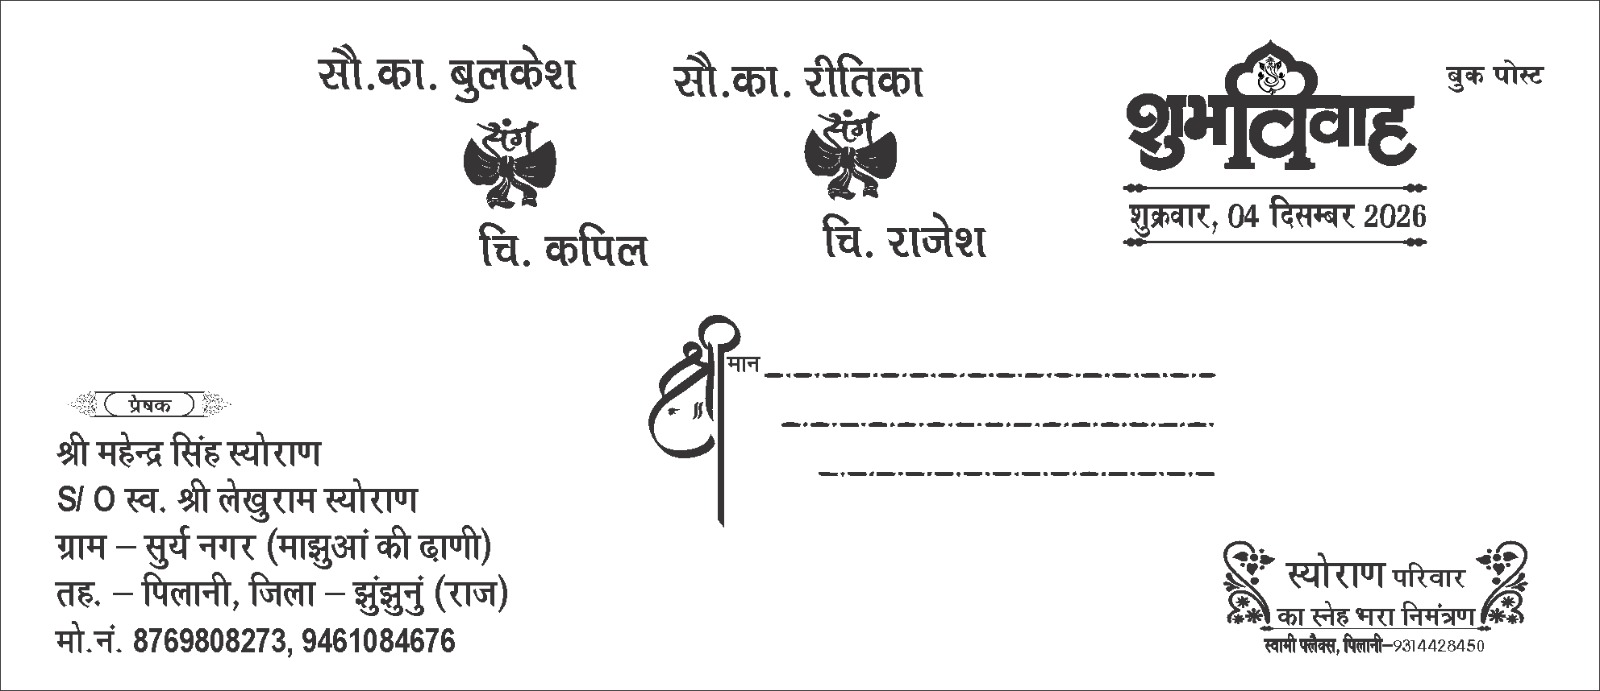 सौ.का. बुलकेश
संग
चि. कपिल
सौ.का. रीतिका
संग
चि. राजेश
शुभविवाह
शुक्रवार, 04 दिसम्बर 2026
बुक पोस्ट
श्रीमान
प्रेषक
श्री महेन्द्र सिंह स्योराण
S/ O स्व. श्री लेखुराम स्योराण
ग्राम – सुर्य नगर (माझुआं की ढ़ाणी)
तह. – पिलानी, जिला – झुंझुनुं (राज)
मो.नं. 8769808273, 9461084676
स्योराण परिवार
का स्नेह भरा निमंत्रण
स्वामी फ्लैक्स, पिलानी–9314428450